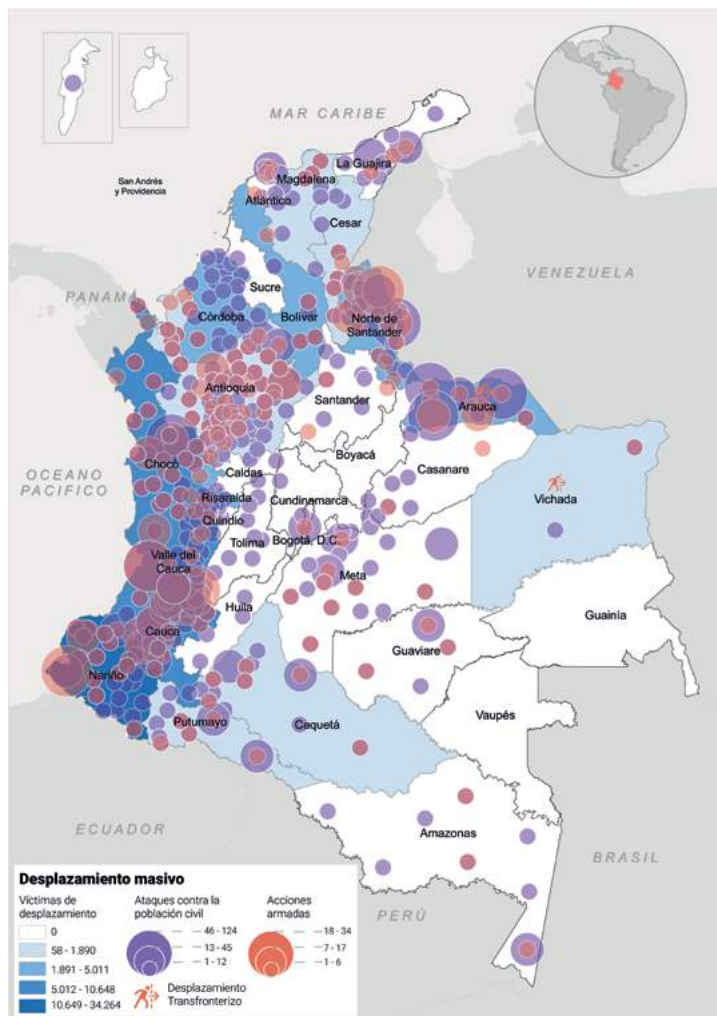 MAR CARIBE
San Andrés
y Providencia
La Guajira
Magdalena
Atlántico
Cesar
VENEZUELA
PANAMÁ
Sucre
Córdoba
Bolívar
Norte de
Santander
Antioquia
Santander
Arauca
Boyacá
Casanare
OCEANO
PACIFICO
Chocó
Caldas
Risaralda
Cundinamarca
Vichada
Quindio
Tolima
Bogotá, D.C.
Valle del
Cauca
Meta
Huila
Guainía
Cauca
Guaviare
Nariño
Vaupés
Putumayo
Caquetá
ECUADOR
Amazonas
BRASIL
PERÚ
Desplazamiento masivo
Víctimas de
desplazamiento
0
58 - 1.890
1.891 - 5.011
5.012 - 10.648
10.649 - 34.264
Ataques contra la
población civil
46 - 124
13 - 45
1 - 12
Acciones
armadas
18 - 34
7 - 17
1 - 6
Desplazamiento
Transfronterizo